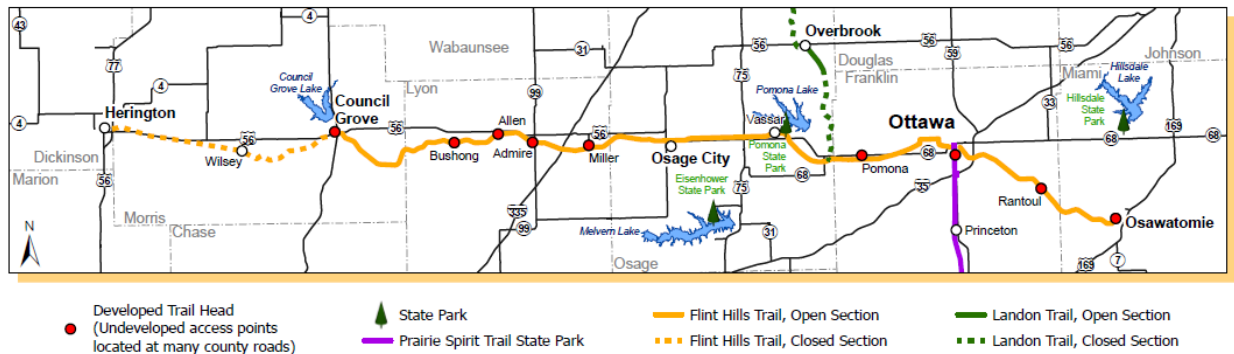 43
4
77
4
56
4
Wabaunsee
31
99
56
75
Overbrook
56
Douglas
Franklin
59
56
33
Miami
Johnson
Hillsdale
Lake
Hillsdale
State
Park
169
68
68
Council
Grove Lake
Council
Grove
Lyon
Herington
Wilsey
56
56
Dickinson
Marion
Bushong
Allen
Admire
56
Miller
Osage City
Pomona Lake
Vassar
Pomona
State
Park
68
Pomona
Ottawa
68
35
Rantoul
Osawatomie
Princeton
Eisenhower
State Park
75
Melvern Lake
31
Morris
Chase
335
99
Osage
169
7
N
Developed Trail Head
(Undeveloped access points
located at many county roads)
State Park
Prairie Spirit Trail State Park
Flint Hills Trail, Open Section
Flint Hills Trail, Closed Section
Landon Trail, Open Section
Landon Trail, Closed Section